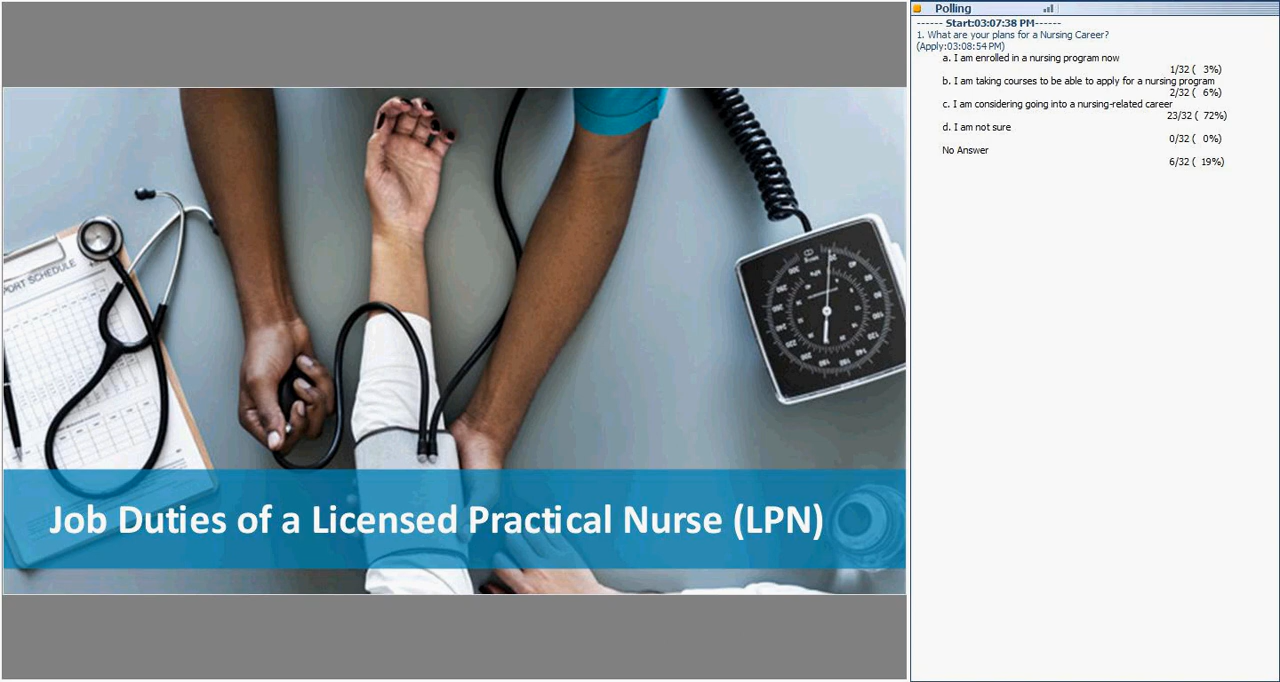 PORT SCHEDULE
Job Duties of a Licensed Practical Nurse (LPN)
Polling
------ Start:03:07:38 PM------
1. What are your plans for a Nursing Career?
(Apply:03:08:54 PM)
a. I am enrolled in a nursing program now
1/32 ( 3%)
b. I am taking courses to be able to apply for a nursing program
2/32 ( 6%)
c. I am considering going into a nursing-related career
23/32 ( 72%)
d. I am not sure
0/32 ( 0%)
No Answer
6/32 ( 19%)